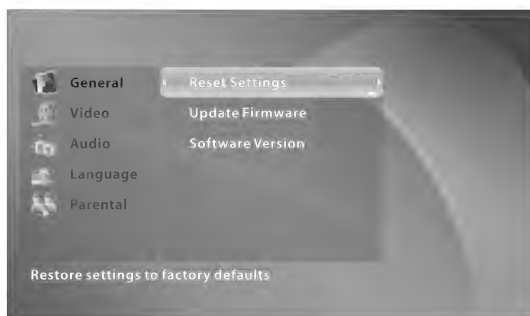 General
Reset Settings
Video
Update Firmware
Audio
Software Version
Language
Parental
Restore settings to factory defaults